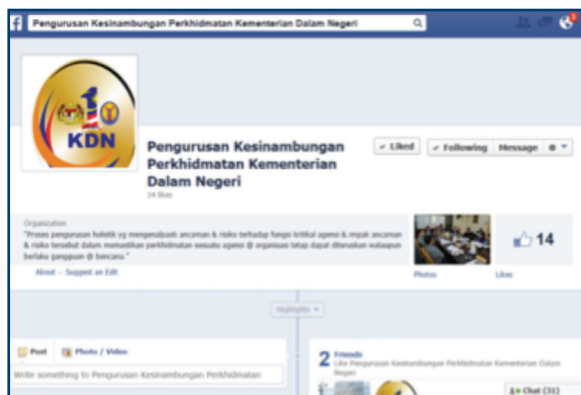 Pengurusan Kesinambungan Perkhidmatan Kementerian Dalam Negeri
1
KDN
Pengurusan Kesinambungan
Perkhidmatan Kementerian
Dalam Negeri
14 likes
Liked
Following
Message
Organization
"Proses pengurusan holistik yg mengenalpasti ancaman & risiko terhadap fungsi kritikal agensi & impak ancaman
& risiko tersebut dalam memastikan perkhidmatan sesuatu agensi @ organisasi tetap dapat diteruskan walaupun
berlaku gangguan @ bencana."
About - Suggest an Edit
Photos
14
Likes
Highlights
Post
Photo / Video
Write something to Pengurusan Kesinambungan Perkhidmatan
2 Friends
Like Pengurusan Kesinambungan Perkhidmatan Kementerian Dalam
Negeri
Chat (31)